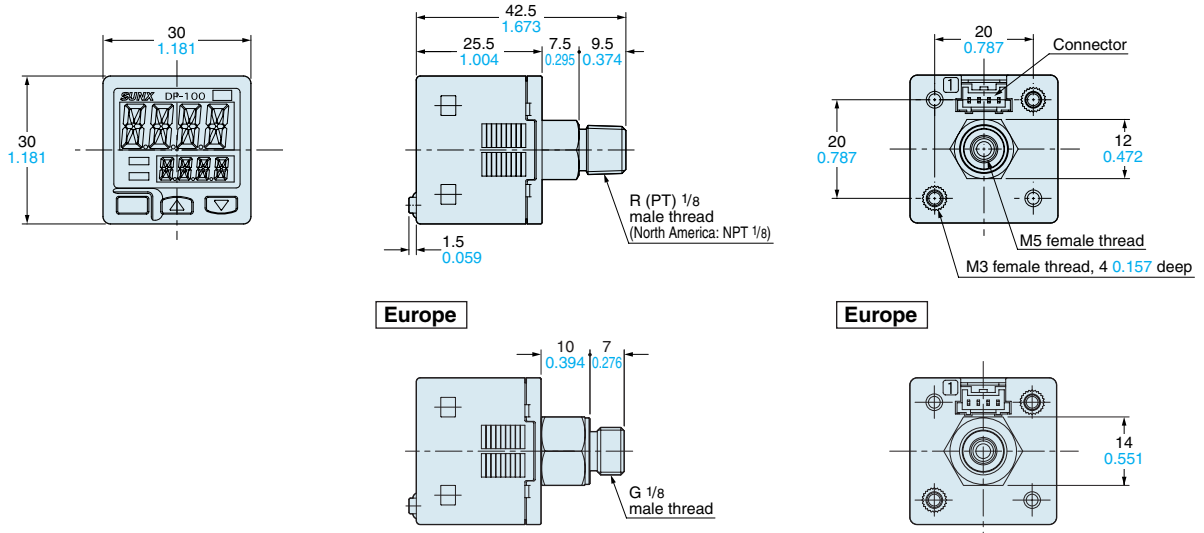 30
1.181
30
1.181
SUNX DP-100
42.5
1.673
25.5
1.004
7.5
0.295
9.5
0.374
R (PT) 1/8
male thread
(North America: NPT 1/8)
1.5
0.059
20
0.787
Connector
1
20
0.787
12
0.472
M5 female thread
M3 female thread, 4 0.157 deep
Europe
10
0.394
7
0.276
G 1/8
male thread
Europe
1
14
0.551